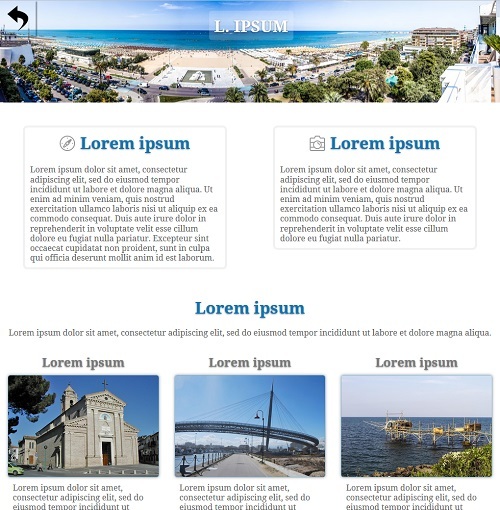 L. IPSUM
Lorem ipsum
Lorem ipsum dolor sit amet, consectetur
adipiscing elit, sed do eiusmod tempor
incididunt ut labore et dolore magna aliqua. Ut
enim ad minim veniam, quis nostrud
exercitation ullamco laboris nisi ut aliquip ex ea
commodo consequat. Duis aute irure dolor in
reprehenderit in voluptate velit esse cillum
dolore eu fugiat nulla pariatur. Excepteur sint
occaecat cupidatat non proident, sunt in culpa
qui officia deserunt mollit anim id est laborum.
Lorem ipsum
Lorem ipsum dolor sit amet, consectetur
adipiscing elit, sed do eiusmod tempor
incididunt ut labore et dolore magna aliqua. Ut
enim ad minim veniam, quis nostrud
exercitation ullamco laboris nisi ut aliquip ex ea
commodo consequat. Duis aute irure dolor in
reprehenderit in voluptate velit esse cillum
dolore eu fugiat nulla pariatur.
Lorem ipsum
Lorem ipsum dolor sit amet, consectetur adipiscing elit, sed do eiusmod tempor incididunt ut labore et dolore magna aliqua.
Lorem ipsum
Lorem ipsum dolor sit amet,
consectetur adipiscing elit, sed do
eiusmod tempor incididunt ut
Lorem ipsum
Lorem ipsum dolor sit amet,
consectetur adipiscing elit, sed do
eiusmod tempor incididunt ut
Lorem ipsum
Lorem ipsum dolor sit amet,
consectetur adipiscing elit, sed do
eiusmod tempor incididunt ut